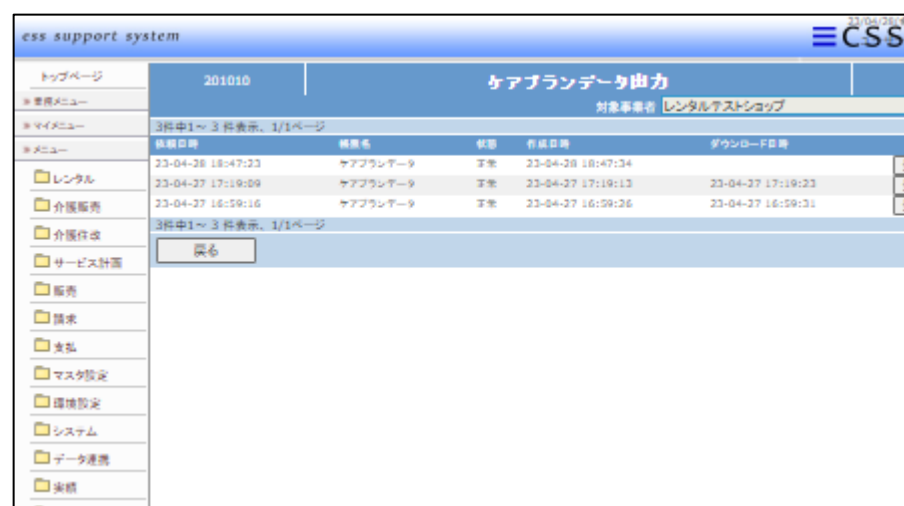 ess support system
23/04/28
CSS
トップページ
201010
ケアプランデータ出力
業務メニュー
対象事業者 レンタルテストショップ
マイメニュー
3件中1～ 3 件表示、1/1ページ
メニュー
依頼日時 帳票名 状態 作成日時 ダウンロード日時
23-04-28 18:47:23 ケアプランデータ 正常 23-04-28 18:47:34
23-04-27 17:19:09 ケアプランデータ 正常 23-04-27 17:19:13 23-04-27 17:19:23
23-04-27 16:59:16 ケアプランデータ 正常 23-04-27 16:59:26 23-04-27 16:59:31
3件中1～ 3 件表示、1/1ページ
戻る
レンタル
介護販売
介護住改
サービス計画
販売
請求
支払
マスタ設定
環境設定
システム
データ連携
実績